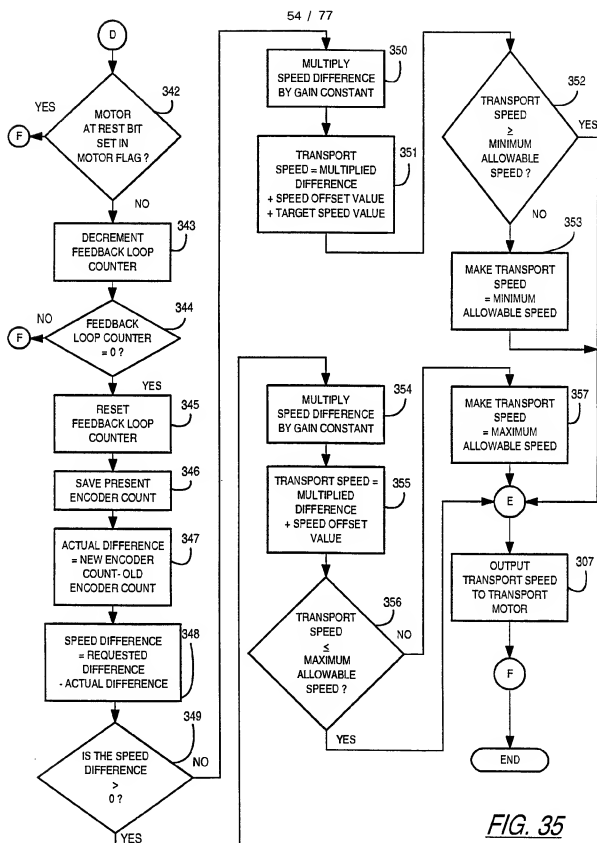 54 / 77
D
342
YES
MOTOR
AT REST BIT
SET IN
MOTOR FLAG ?
F
NO
343
DECREMENT
FEEDBACK LOOP
COUNTER
344
NO
FEEDBACK
LOOP COUNTER
= 0 ?
F
YES
345
RESET
FEEDBACK LOOP
COUNTER
346
SAVE PRESENT
ENCODER COUNT
347
ACTUAL DIFFERENCE
= NEW ENCODER
COUNT-OLD
ENCODER COUNT
348
SPEED DIFFERENCE
= REQUESTED
DIFFERENCE
- ACTUAL DIFFERENCE
349
IS THE SPEED
DIFFERENCE
>
0 ?
NO
YES
350
MULTIPLY
SPEED DIFFERENCE
BY GAIN CONSTANT
351
TRANSPORT
SPEED = MULTIPLIED
DIFFERENCE
+ SPEED OFFSET VALUE
+ TARGET SPEED VALUE
352
TRANSPORT
SPEED
≥
MINIMUM
ALLOWABLE
SPEED ?
YES
NO
353
MAKE TRANSPORT
SPEED
= MINIMUM
ALLOWABLE SPEED
354
MULTIPLY
SPEED DIFFERENCE
BY GAIN CONSTANT
355
TRANSPORT SPEED =
MULTIPLIED
DIFFERENCE
+ SPEED OFFSET
VALUE
356
TRANSPORT
SPEED
≤
MAXIMUM
ALLOWABLE
SPEED ?
NO
YES
357
MAKE TRANSPORT
SPEED
= MAXIMUM
ALLOWABLE SPEED
E
307
OUTPUT
TRANSPORT SPEED
TO TRANSPORT
MOTOR
F
END
FIG. 35